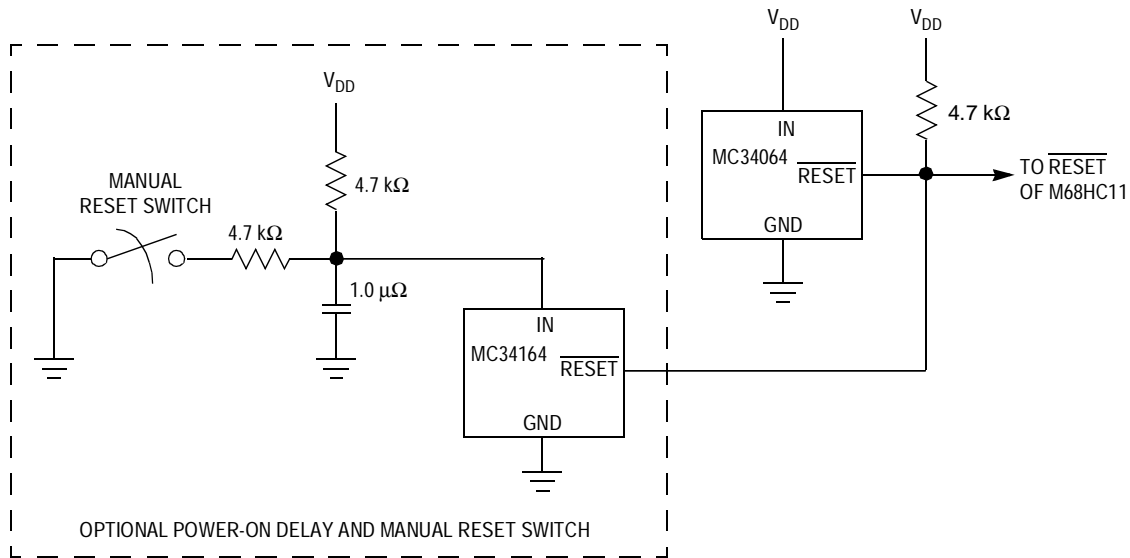 V_DD
V_DD
V_DD
IN
MC34064
RESET
GND
4.7 kΩ
TO RESET
OF M68HC11
MANUAL
RESET SWITCH
4.7 kΩ
4.7 kΩ
1.0 μΩ
IN
MC34164
RESET
GND
OPTIONAL POWER-ON DELAY AND MANUAL RESET SWITCH